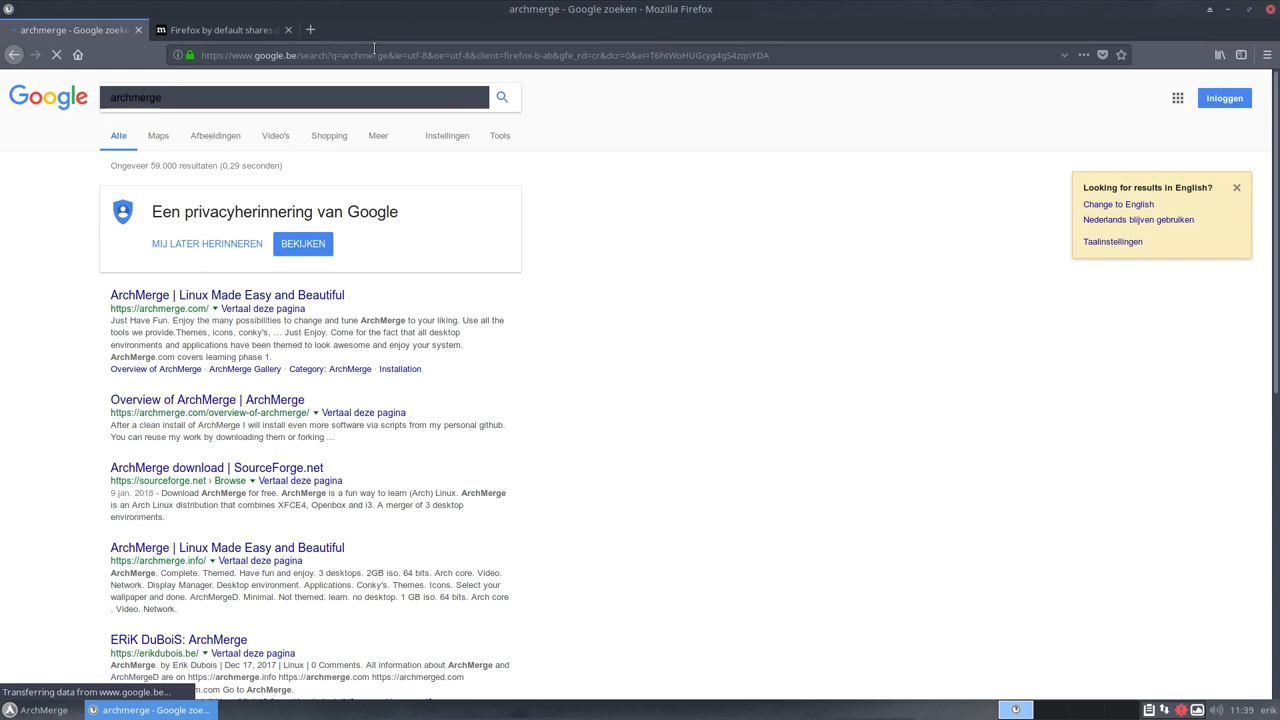 archmerge - Google zoeken - Mozilla Firefox
archmerge - Google zoeke
Firefox by default shares d
https://www.google.be/search?q=archmerge&ie=utf-8&oe=utf-8&client=firefox-b-ab&gfe_rd=cr&dcr=0&ei=T6htWoHUGcyg4gS4zqnYDA
Google
archmerge
Inloggen
Alle Maps Afbeeldingen Video's Shopping Meer Instellingen Tools
Ongeveer 59.000 resultaten (0,29 seconden)
Looking for results in English?
Change to English
Nederlands blijven gebruiken
Taalinstellingen
Een privacyherinnering van Google
MIJ LATER HERINNEREN BEKIJKEN
ArchMerge | Linux Made Easy and Beautiful
https://archmerge.com/ Vertaal deze pagina
Just Have Fun. Enjoy the many possibilities to change and tune ArchMerge to your liking. Use all the
tools we provide.Themes, icons, conky's, ... Just Enjoy. Come for the fact that all desktop
environments and applications have been themed to look awesome and enjoy your system.
ArchMerge.com covers learning phase 1.
Overview of ArchMerge · ArchMerge Gallery · Category: ArchMerge · Installation
Overview of ArchMerge | ArchMerge
https://archmerge.com/overview-of-archmerge/ Vertaal deze pagina
After a clean install of ArchMerge I will install even more software via scripts from my personal github.
You can reuse my work by downloading them or forking ...
ArchMerge download | SourceForge.net
https://sourceforge.net › Browse Vertaal deze pagina
9 jan. 2018 - Download ArchMerge for free. ArchMerge is a fun way to learn (Arch) Linux. ArchMerge
is an Arch Linux distribution that combines XFCE4, Openbox and i3. A merger of 3 desktop
environments.
ArchMerge | Linux Made Easy and Beautiful
https://archmerge.info/ Vertaal deze pagina
ArchMerge. Complete. Themed. Have fun and enjoy. 3 desktops. 2GB iso. 64 bits. Arch core. Video.
Network. Display Manager. Desktop environment. Applications. Conky's. Themes. Icons. Select your
wallpaper and done. ArchMergeD. Minimal. Not themed. learn. no desktop. 1 GB iso. 64 bits. Arch core
. Video. Network.
ERiK DuBoiS: ArchMerge
https://erikdubois.be/ Vertaal deze pagina
ArchMerge. by Erik Dubois | Dec 17, 2017 | Linux | 0 Comments. All information about ArchMerge and
ArchMergeD are on https://archmerge.info https://archmerge.com https://archmerged.com
m.com Go to ArchMerge.
Transferring data from www.google.be...
ArchMerge
archmerge - Google zoe...
11:39 erik